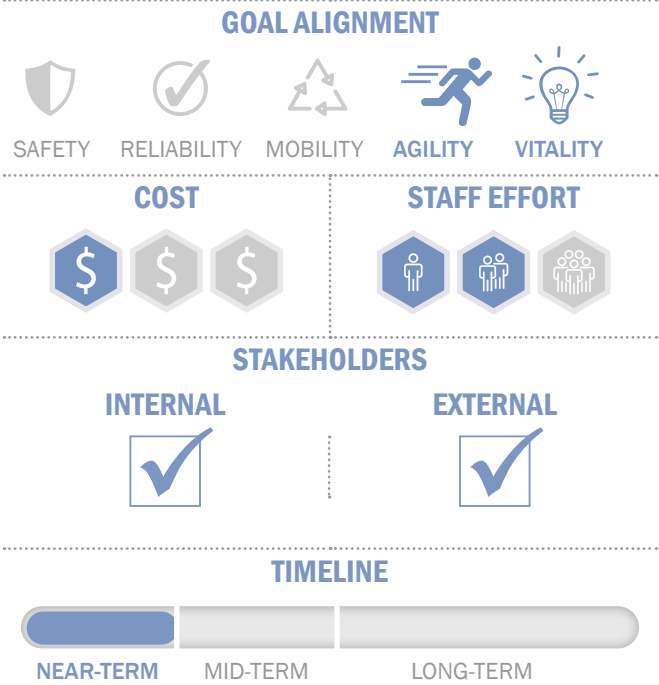 GOAL ALIGNMENT
SAFETY RELIABILITY MOBILITY AGILITY VITALITY
COST STAFF EFFORT
$ $ $
STAKEHOLDERS
INTERNAL EXTERNAL
TIMELINE
NEAR-TERM MID-TERM LONG-TERM